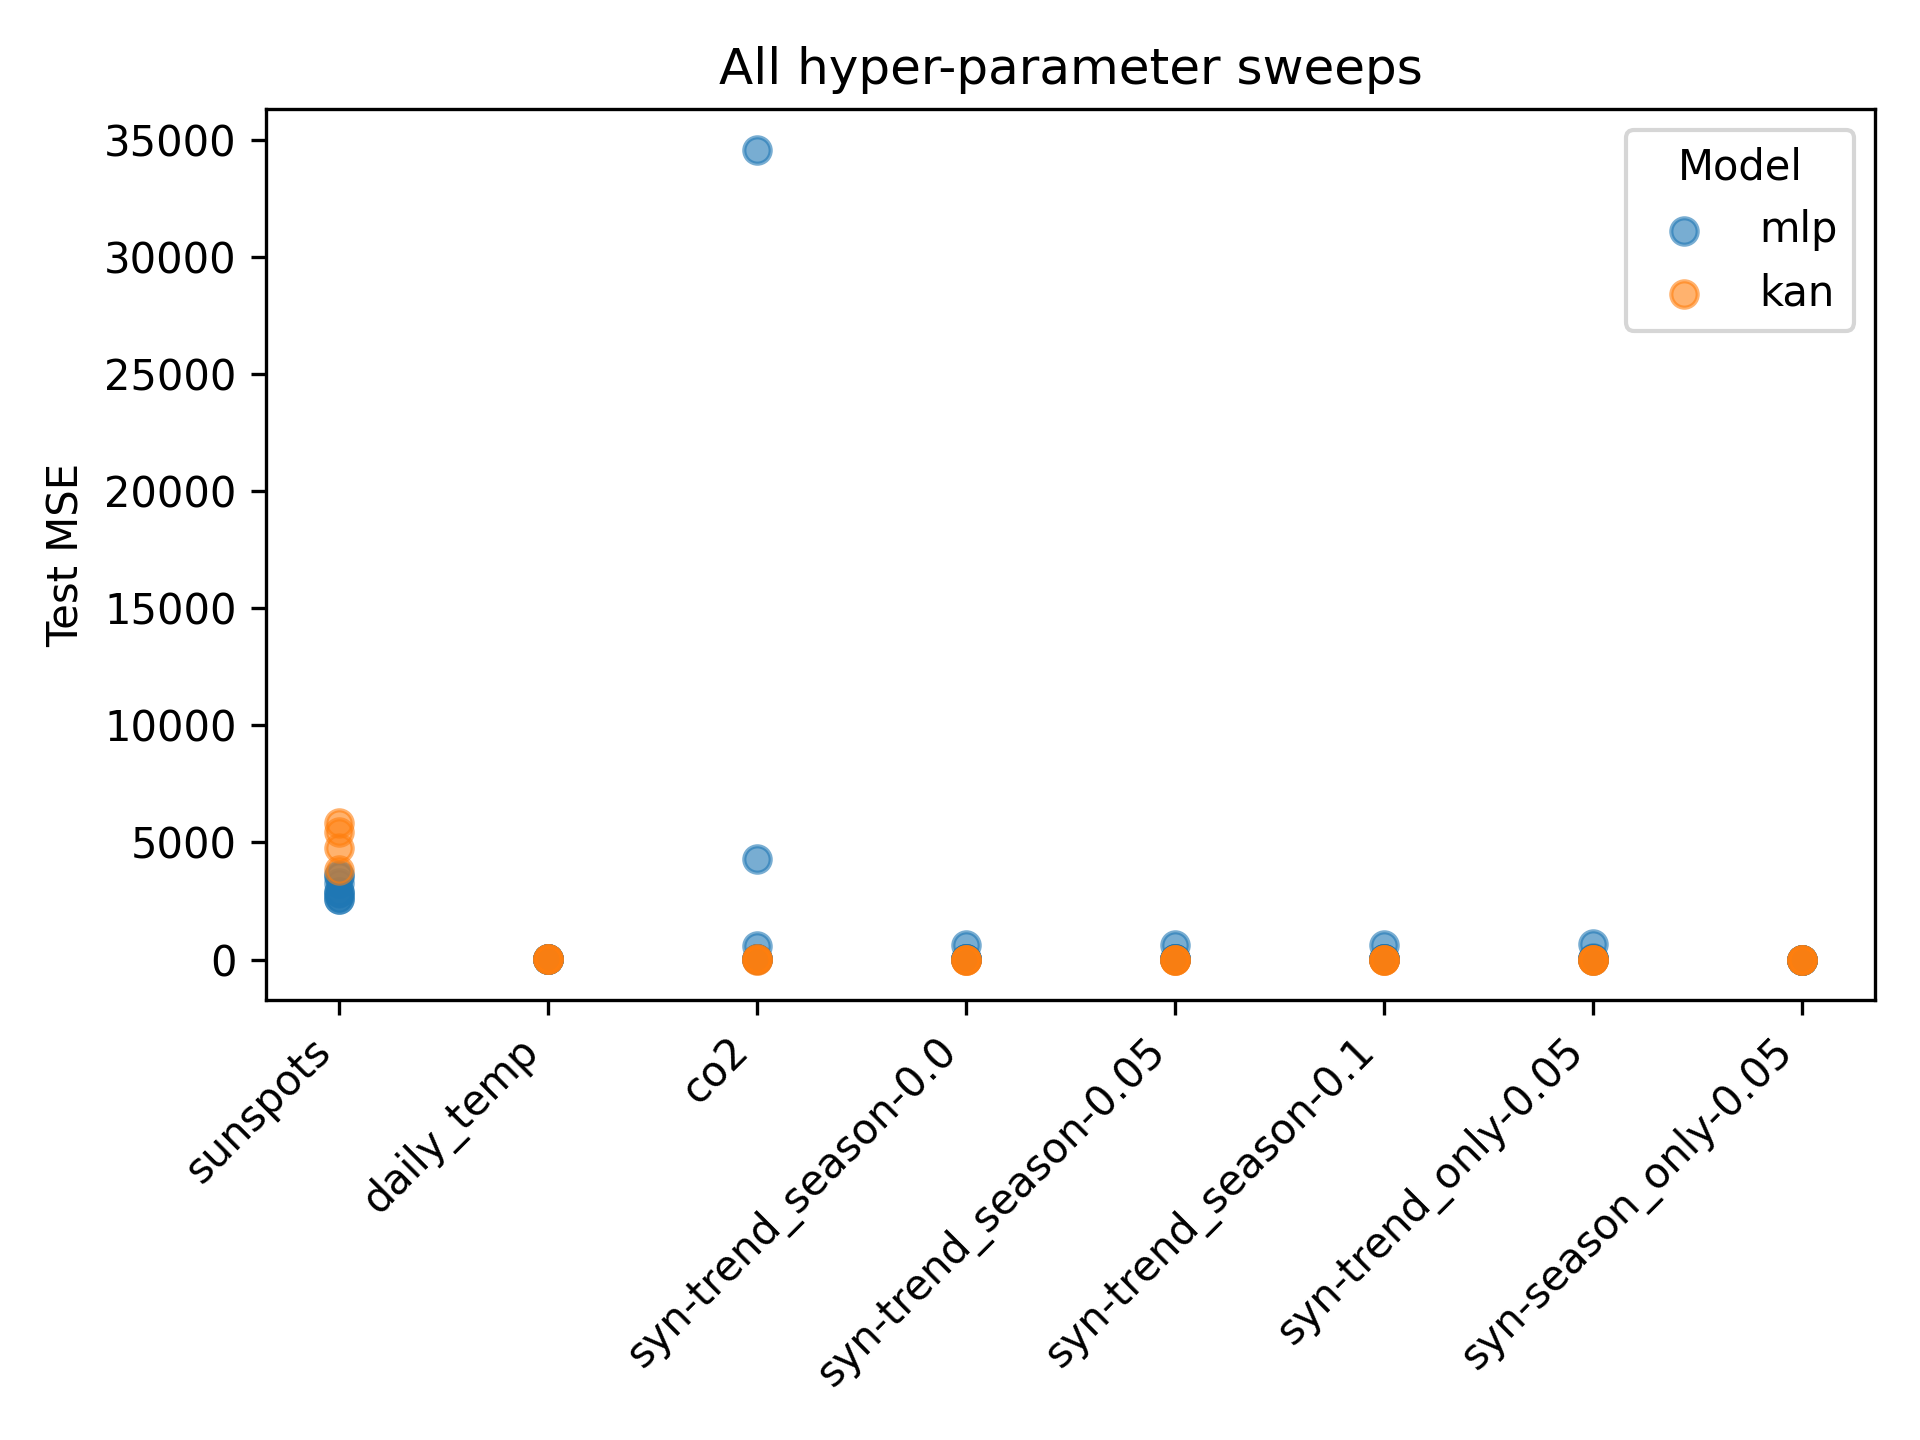 All hyper-parameter sweeps
35000
30000
25000
20000
15000
10000
5000
0
Test MSE
Model
mlp
kan
sunspots
daily_temp
co2
syn-trend_season-0.0
syn-trend_season-0.05
syn-trend_season-0.1
syn-trend_only-0.05
syn-season_only-0.05